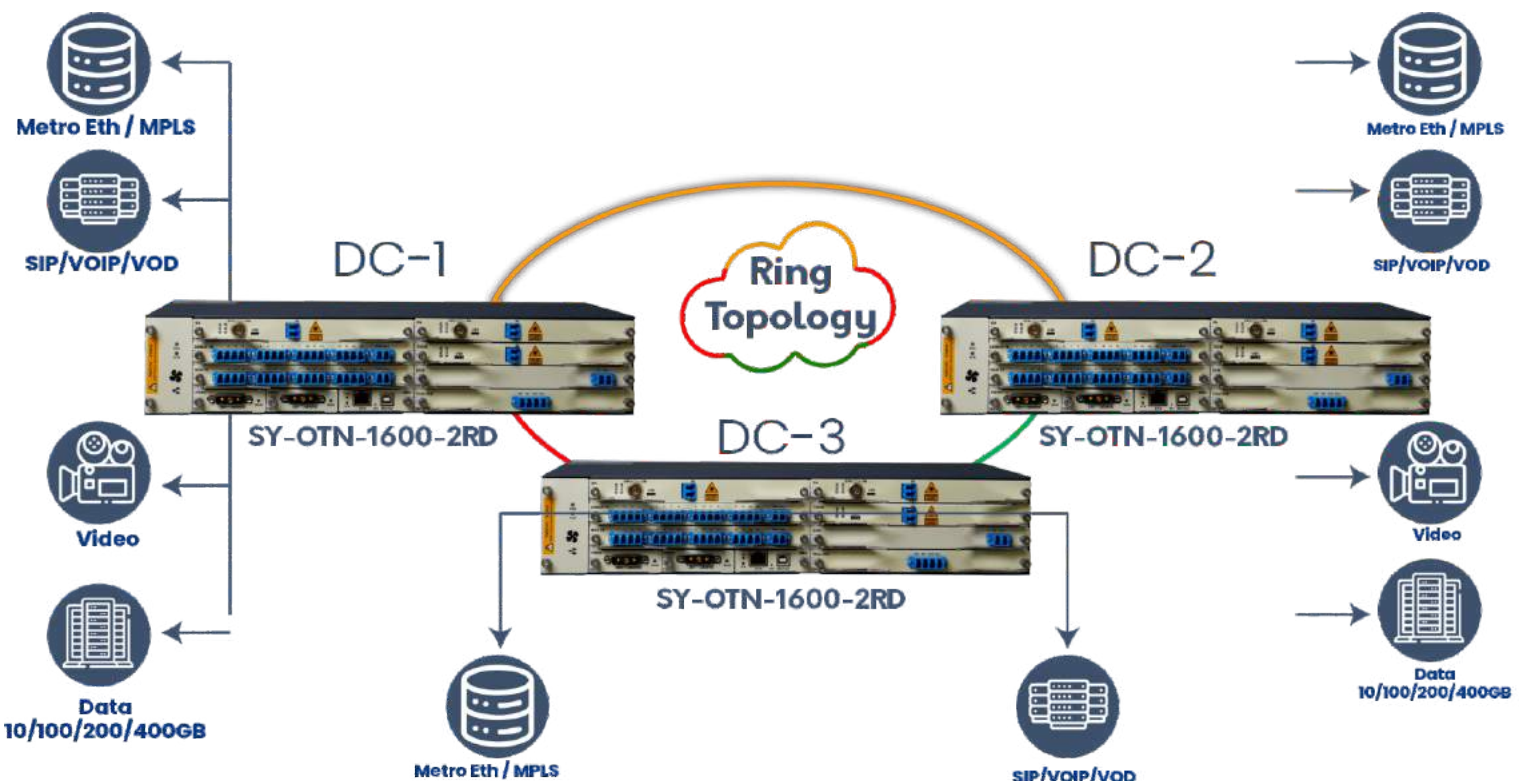 Metro Eth / MPLS
Metro Eth / MPLS
SIP/VOIP/VOD
SIP/VOIP/VOD
DC-1
Ring
Topology
DC-2
SY-OTN-1600-2RD
DC-3
SY-OTN-1600-2RD
Video
Video
SY-OTN-1600-2RD
Data
10/100/200/400GB
Data
10/100/200/400GB
Metro Eth / MPLS
SIP/VOIP/VOD